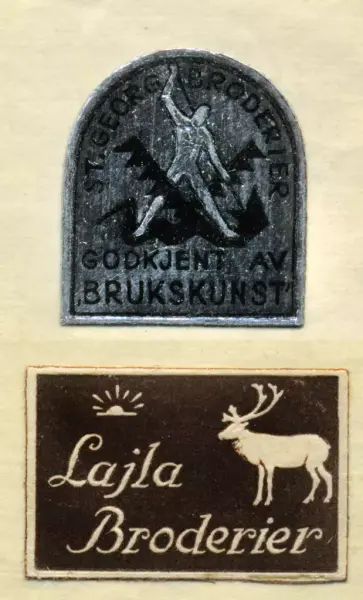 ST. GEORG BRODERIER
GODKJENT AV
„BRUKSKUNST"
Lajla
Broderier